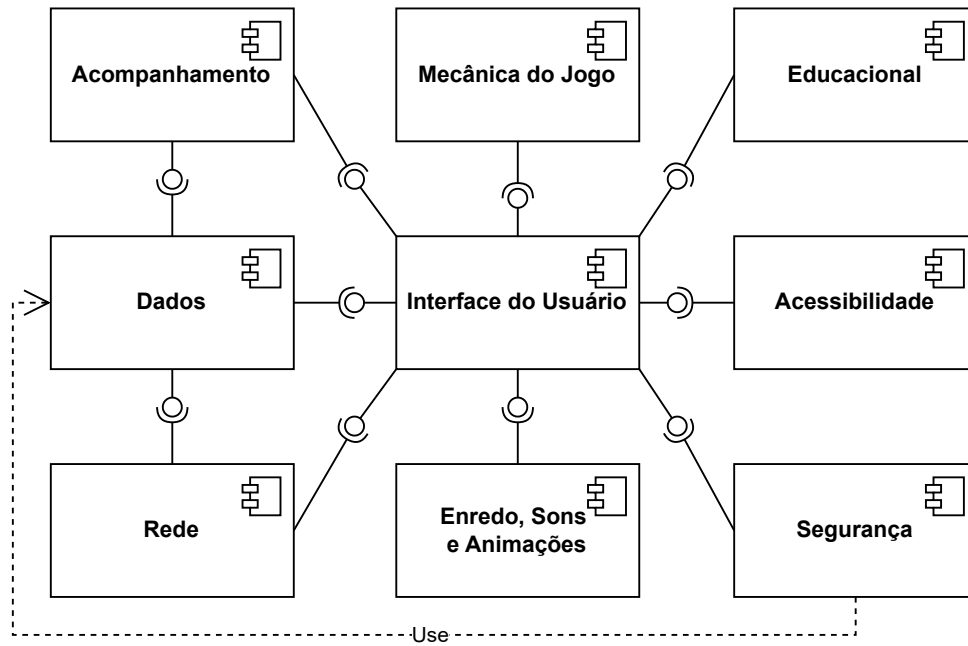 Acompanhamento
Mecânica do Jogo
Educacional
Dados
Interface do Usuário
Acessibilidade
Rede
Enredo, Sons
e Animações
Segurança
Use